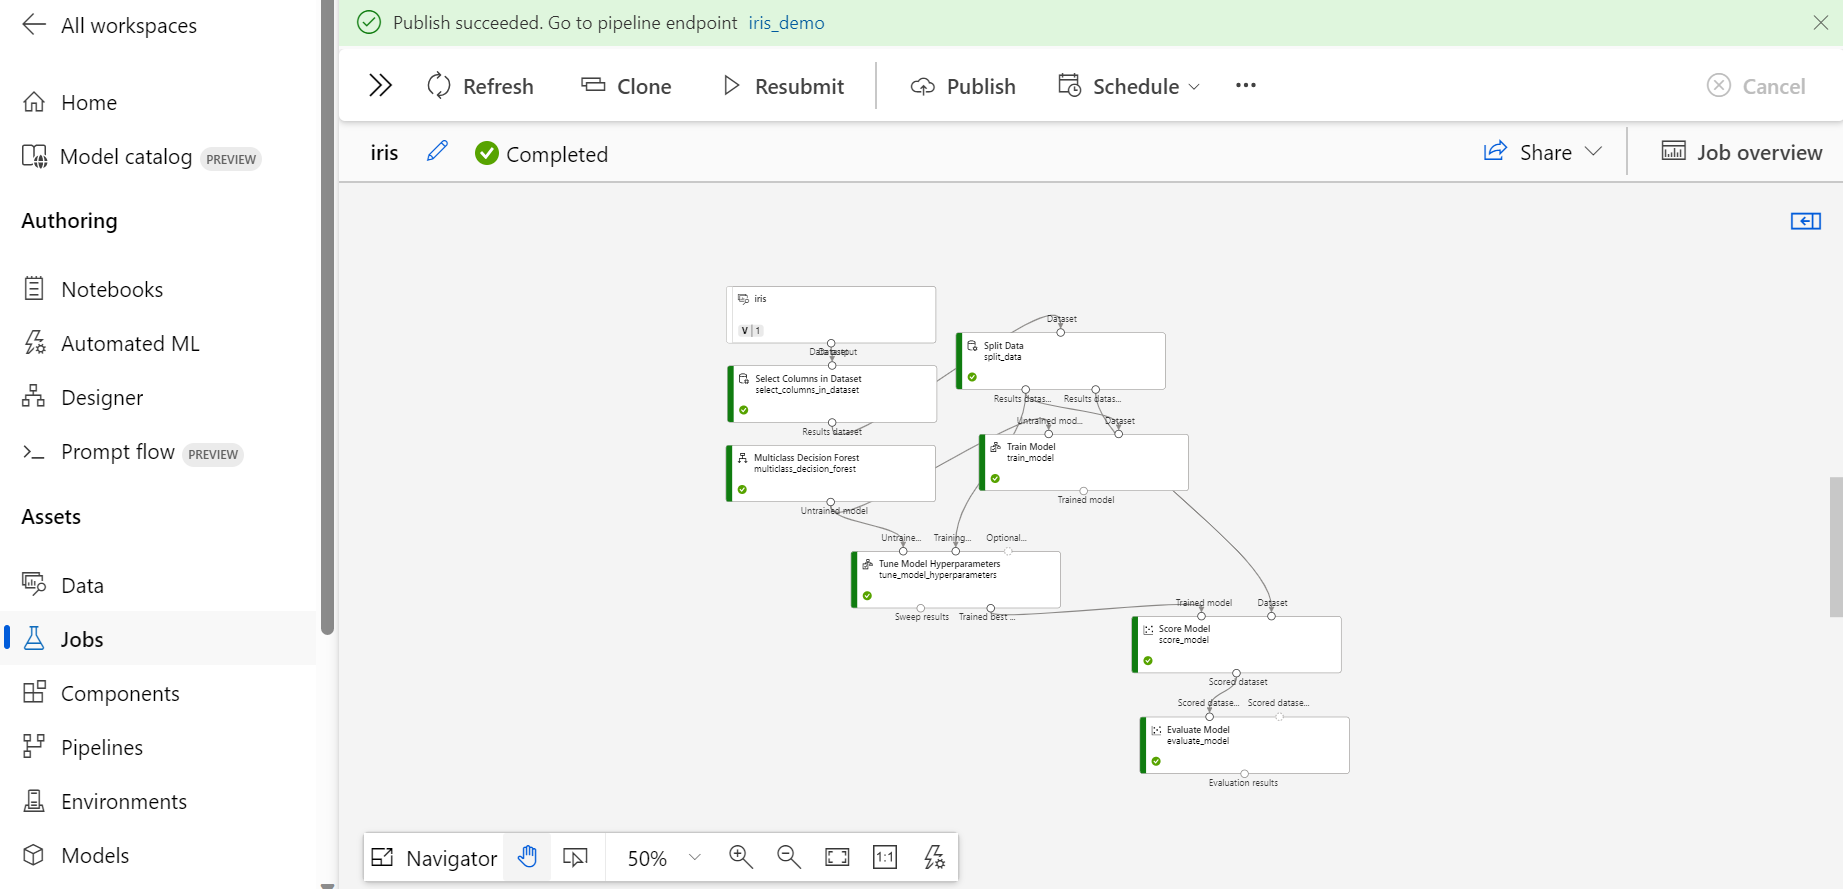 All workspaces
Home
Model catalog PREVIEW
Authoring
Notebooks
Automated ML
Designer
Prompt flow PREVIEW
Assets
Data
Jobs
Components
Pipelines
Environments
Models
Publish succeeded. Go to pipeline endpoint iris_demo
Refresh
Clone
Resubmit
Publish
Schedule
Cancel
iris
Completed
Share
Job overview
iris
V 1
Select Columns in Dataset
select_columns_in_dataset
Results dataset
Multiclass Decision Forest
multiclass_decision_forest
Untrained model
Dataset
Split Data
split_data
Results datas...
Results datas...
Untrained mod...
Dataset
Train Model
train_model
Trained model
Untraine...
Training...
Optional...
Tune Model Hyperparameters
tune_model_hyperparameters
Sweep results
Trained best ...
Trained model
Dataset
Score Model
score_model
Scored dataset
Scored datase...
Scored datase...
Evaluate Model
evaluate_model
Evaluation results
Navigator
50%
1:1